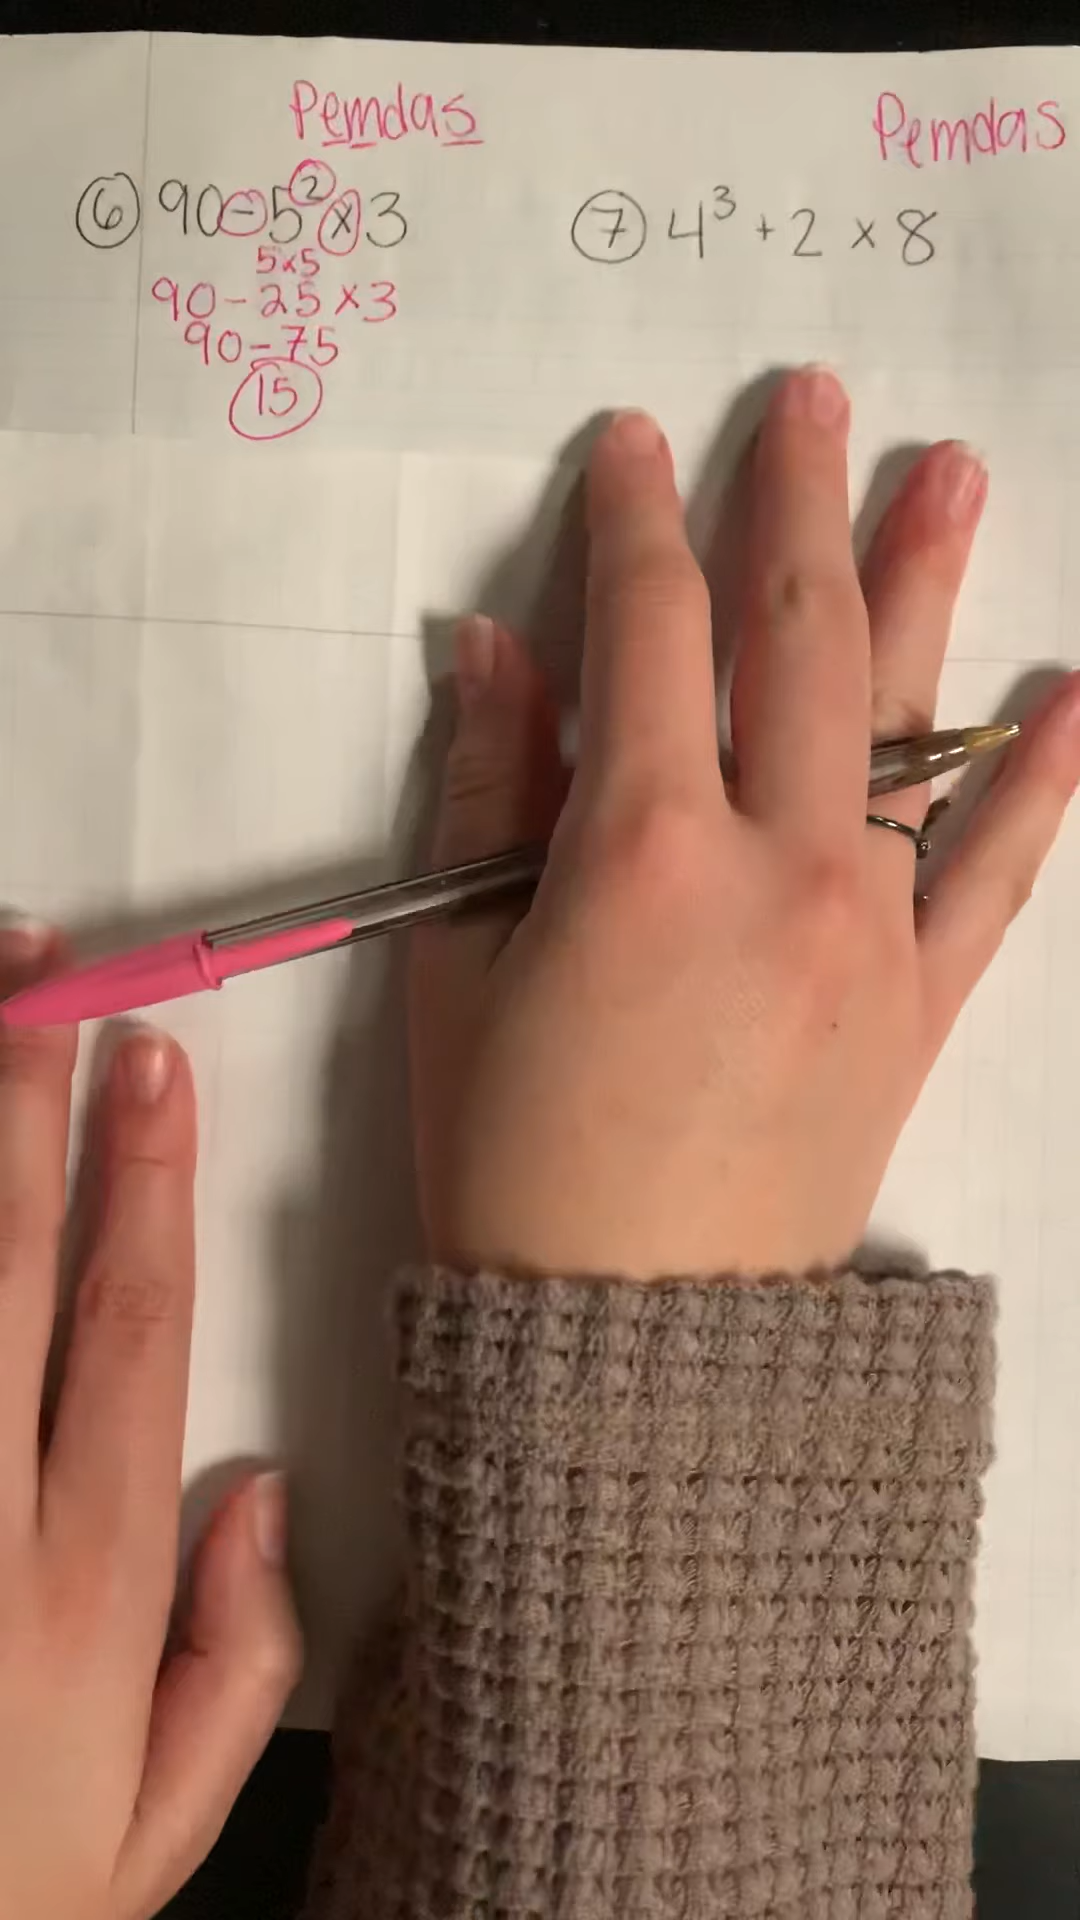 Pemdas
⑥ 90 - 5² × 3
5×5
90 - 25 × 3
90 - 75
15
Pemdas
⑦ 4³ + 2 × 8